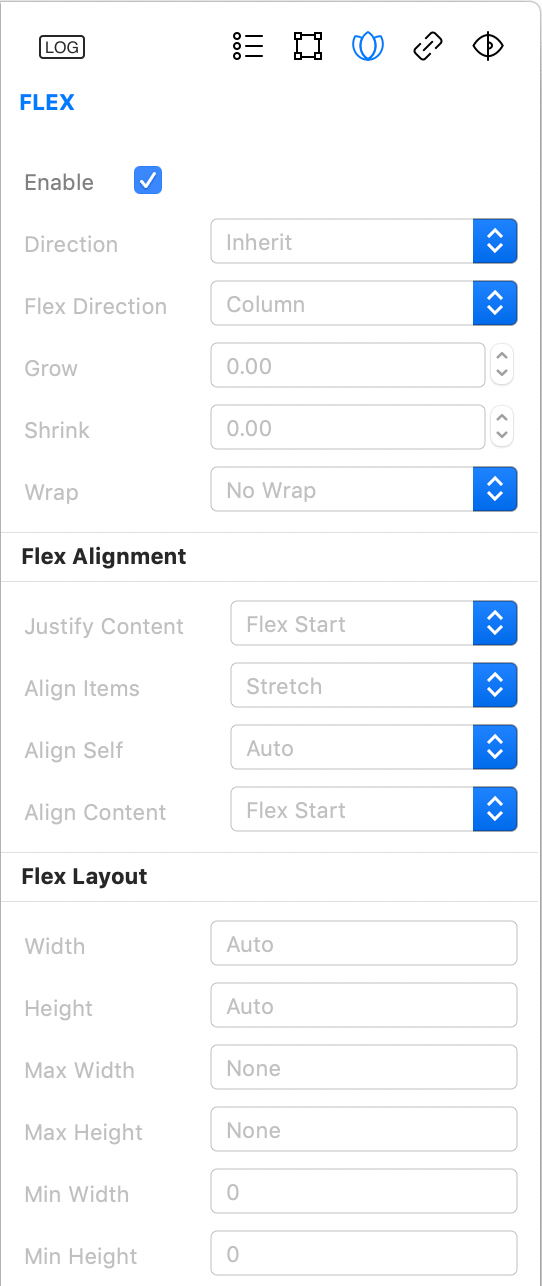 LOG
FLEX
Enable
Direction Inherit
Flex Direction Column
Grow 0.00
Shrink 0.00
Wrap No Wrap
Flex Alignment
Justify Content Flex Start
Align Items Stretch
Align Self Auto
Align Content Flex Start
Flex Layout
Width Auto
Height Auto
Max Width None
Max Height None
Min Width 0
Min Height 0